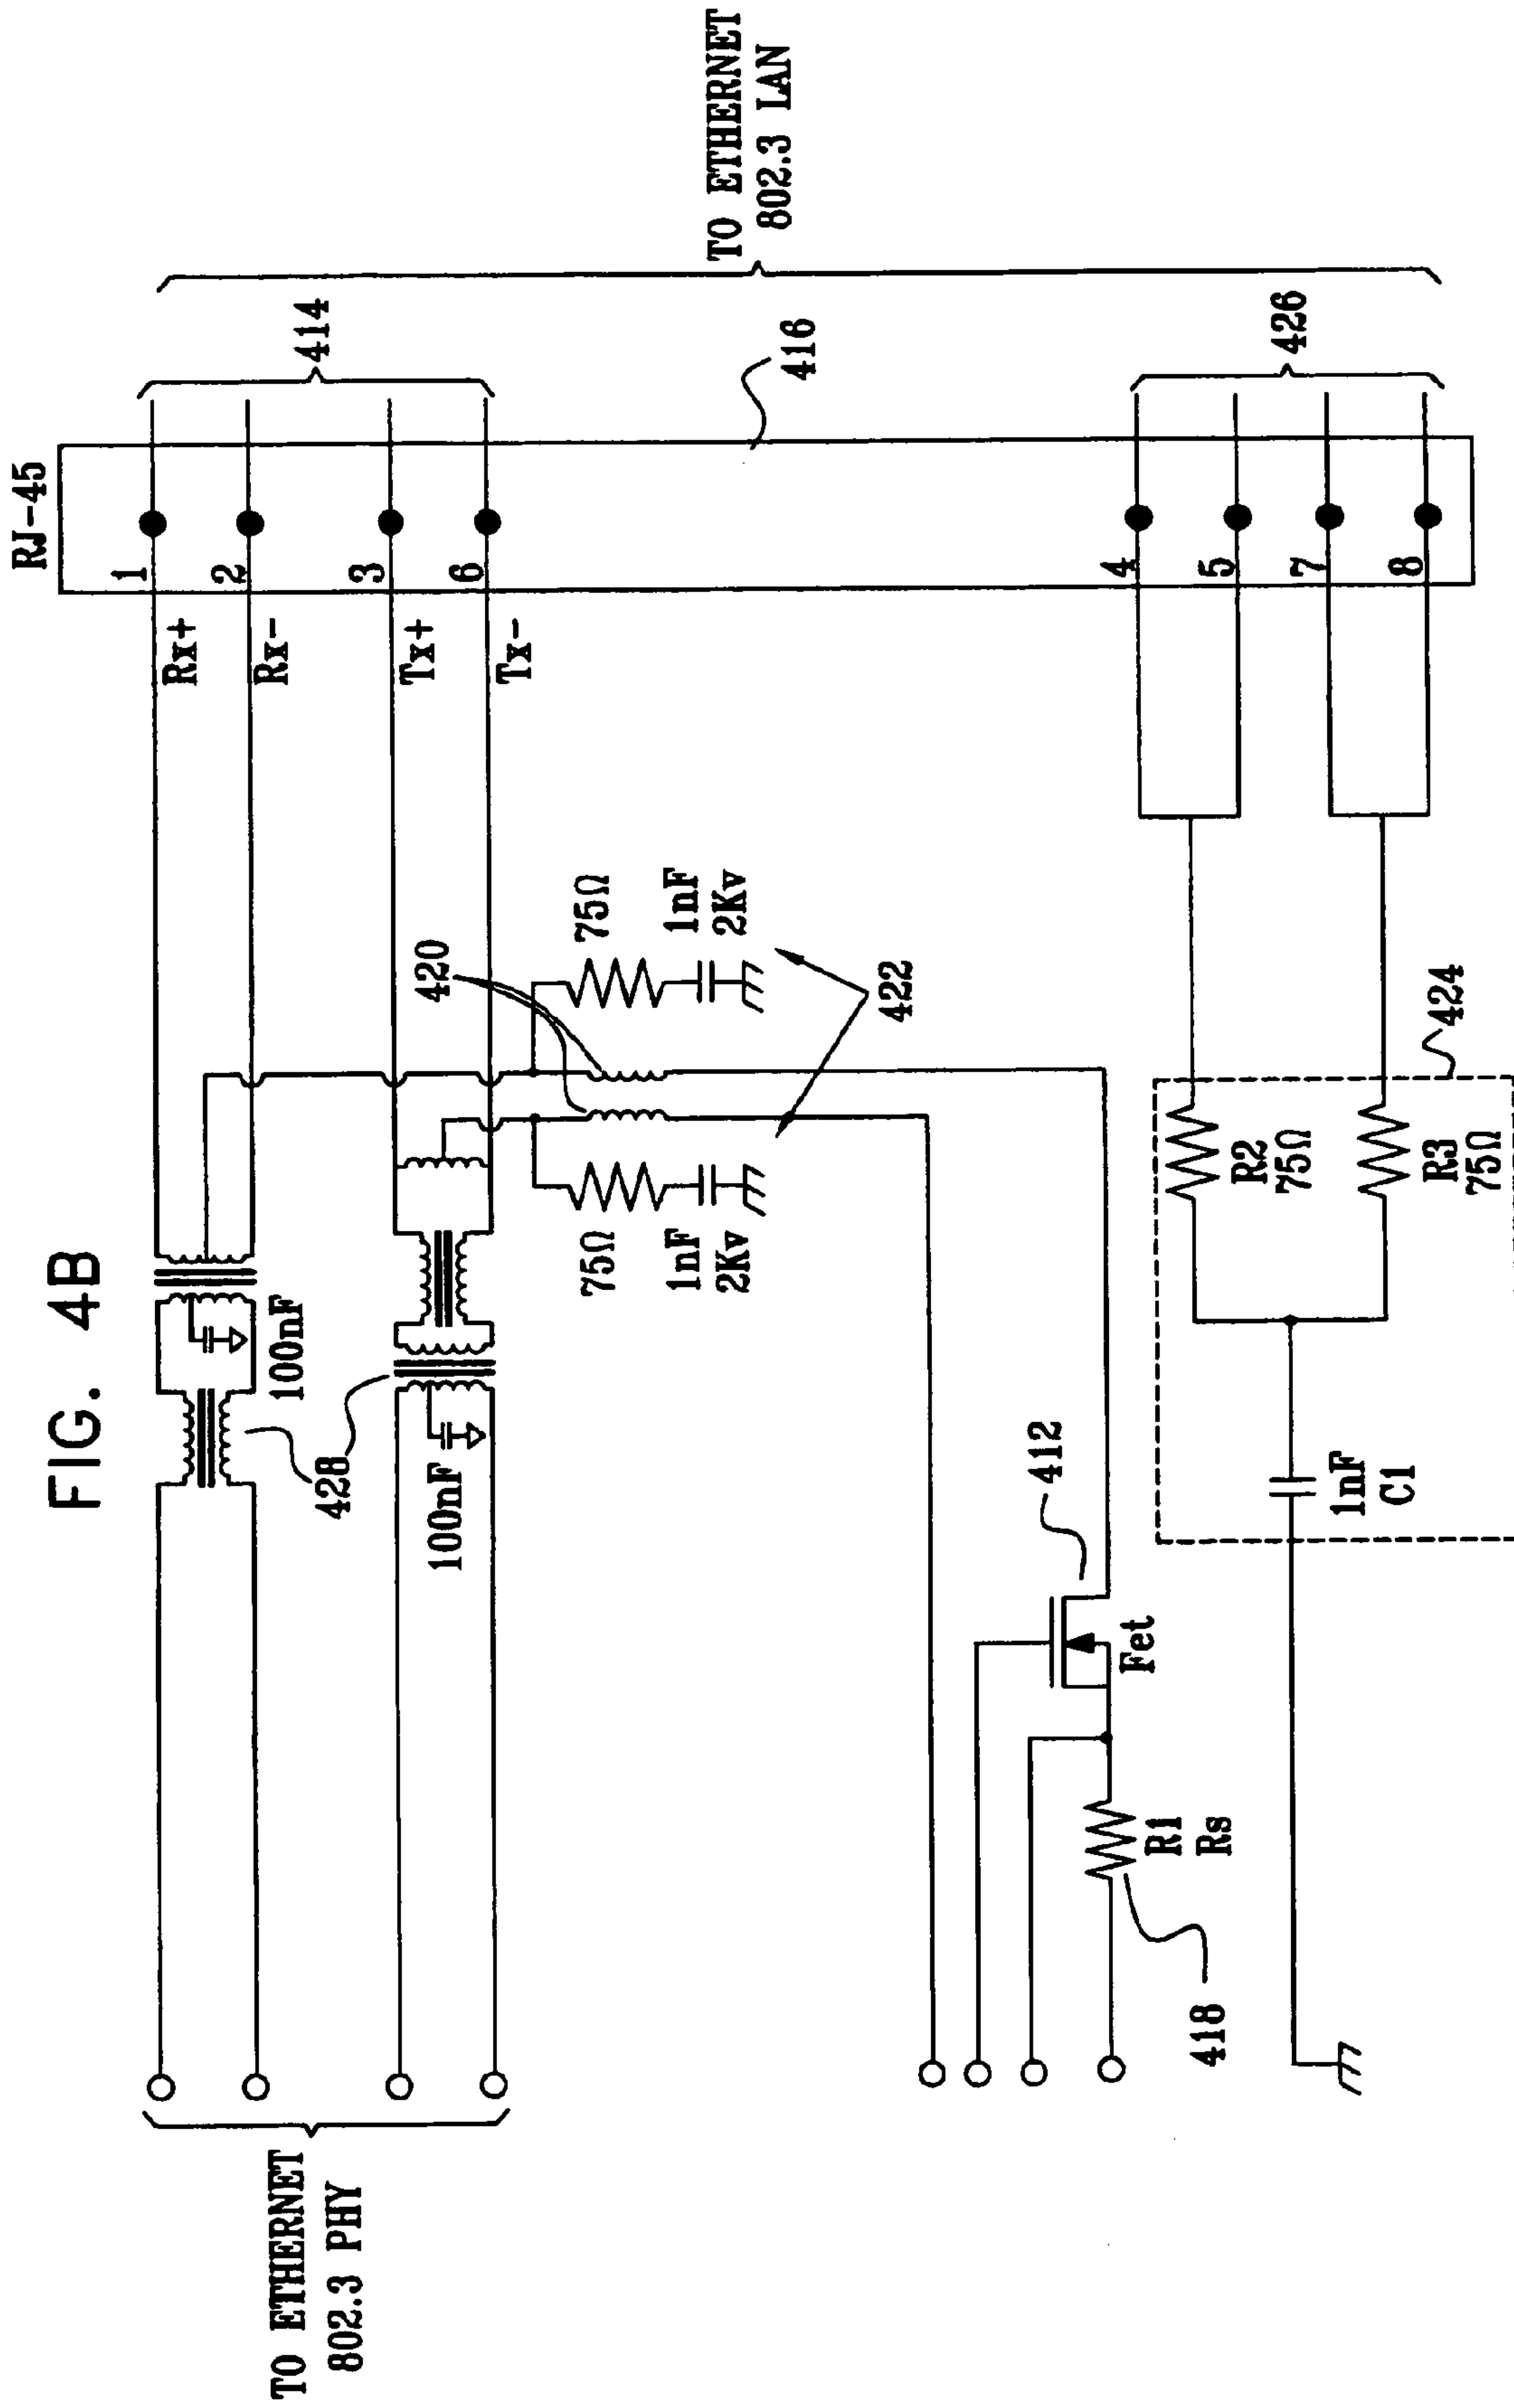 FIG. 4B
RJ-45
TO ETHERNET
802.3 PHY
TO ETHERNET
802.3 LAN
1
Rx+
2
Rx-
3
Tx+
6
Tx-
414
416
428
100nF
100nF
420
75Ω
1nF
2Kv
75Ω
1nF
2Kv
422
412
Fet
R1
Rs
418
4
5
7
8
426
424
R2
75Ω
R3
75Ω
1nF
C1